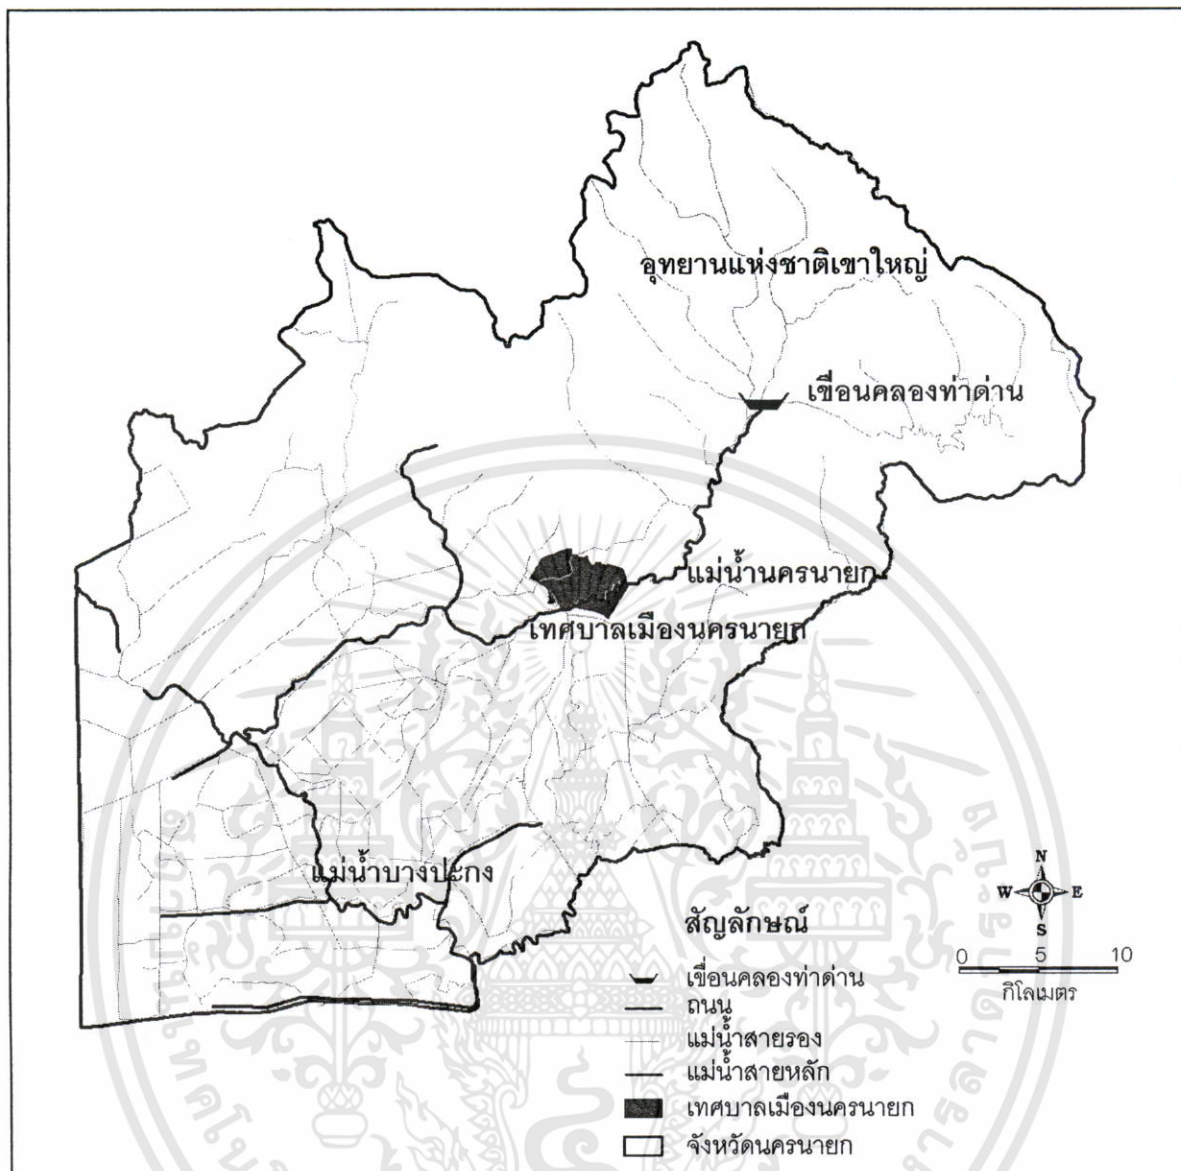 อุทยานแห่งชาติเขาใหญ่
เขื่อนคลองท่าด่าน
แม่น้ำนครนายก
เทศบาลเมืองนครนายก
แม่น้ำบางปะกง
N
W E
S
0 5 10
กิโลเมตร
สัญลักษณ์
เขื่อนคลองท่าด่าน
ถนน
แม่น้ำสายรอง
แม่น้ำสายหลัก
เทศบาลเมืองนครนายก
จังหวัดนครนายก